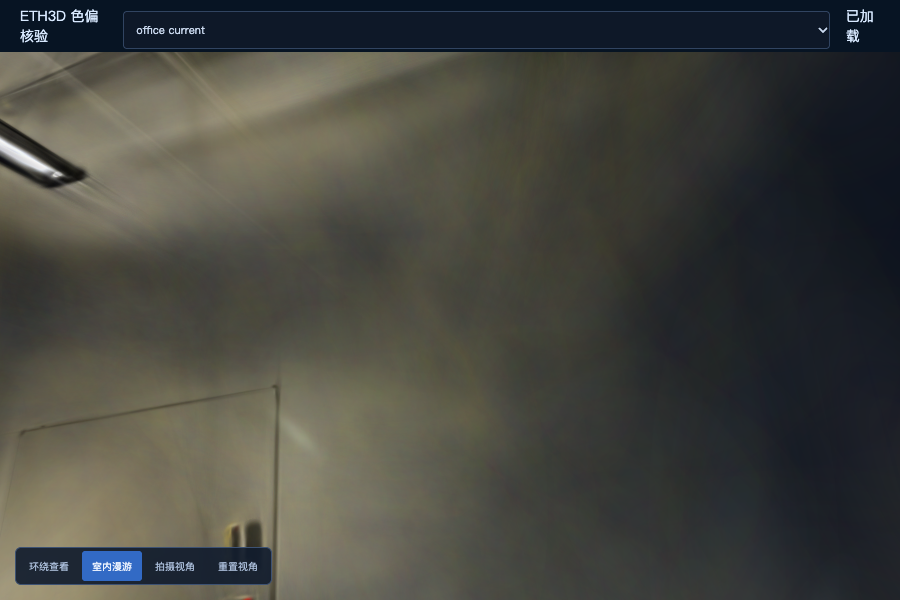 ETH3D 色偏
核验
office current
已加
载
环绕查看
室内漫游
拍摄视角
重置视角